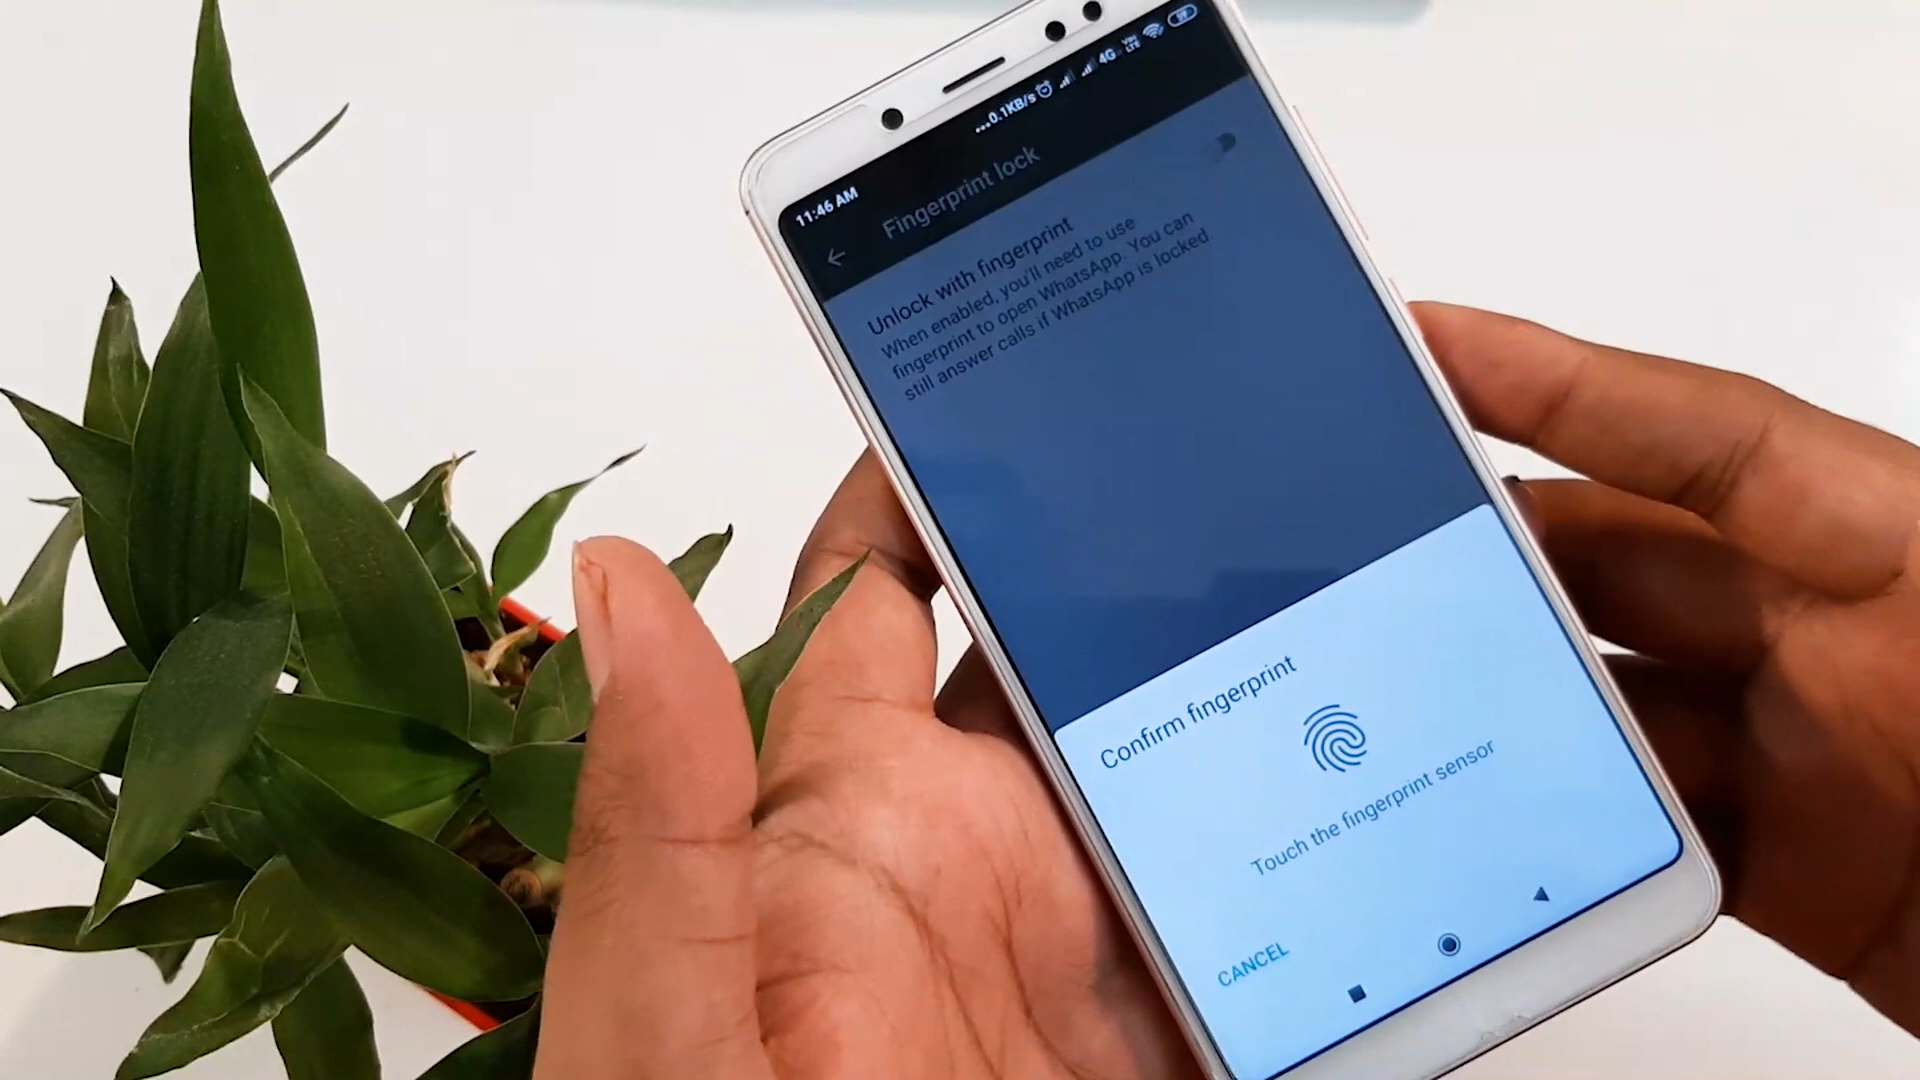 ...0.1KB/s 4G VoLTE 59
11:46 AM
Fingerprint lock
Unlock with fingerprint
When enabled, you'll need to use
fingerprint to open WhatsApp. You can
still answer calls if WhatsApp is locked.
Confirm fingerprint
Touch the fingerprint sensor
CANCEL